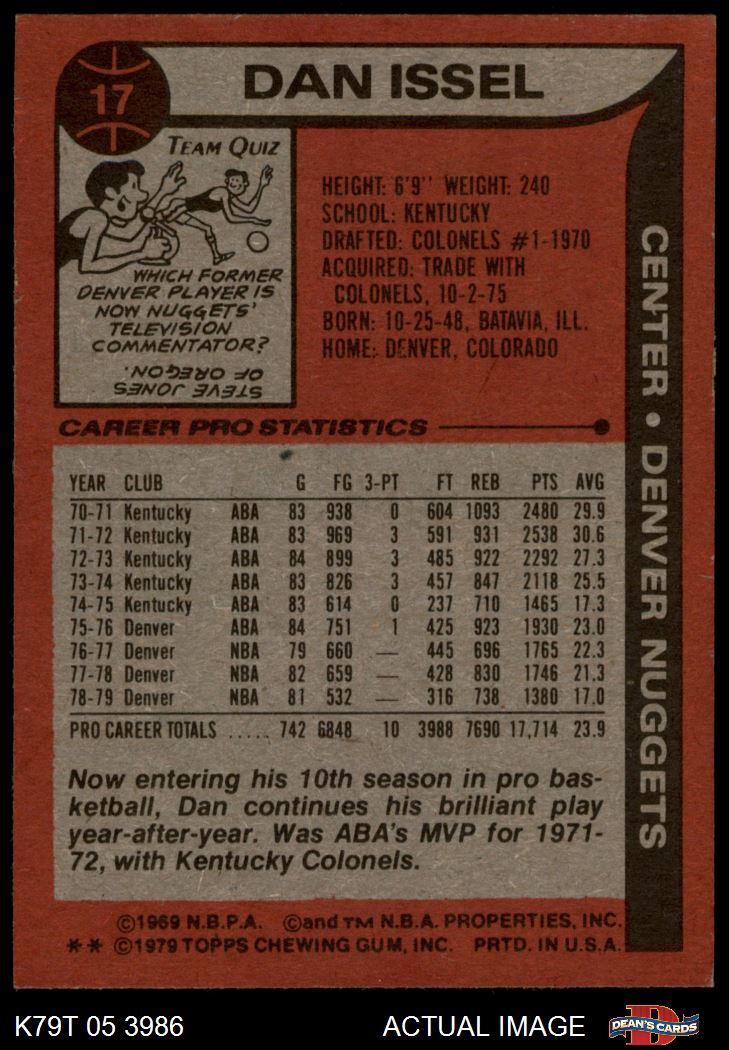 17
DAN ISSEL
TEAM QUIZ
WHICH FORMER
DENVER PLAYER IS
NOW NUGGETS'
TELEVISION
COMMENTATOR?
STEVE JONES
OF OREGON.
HEIGHT: 6'9" WEIGHT: 240
SCHOOL: KENTUCKY
DRAFTED: COLONELS #1-1970
ACQUIRED: TRADE WITH
COLONELS, 10-2-75
BORN: 10-25-48, BATAVIA, ILL.
HOME: DENVER, COLORADO
CENTER • DENVER NUGGETS
CAREER PRO STATISTICS
YEAR CLUB G FG 3-PT FT REB PTS AVG
70-71 Kentucky ABA 83 938 0 604 1093 2480 29.9
71-72 Kentucky ABA 83 969 3 591 931 2538 30.6
72-73 Kentucky ABA 84 899 3 485 922 2292 27.3
73-74 Kentucky ABA 83 826 3 457 847 2118 25.5
74-75 Kentucky ABA 83 614 0 237 710 1465 17.3
75-76 Denver ABA 84 751 1 425 923 1930 23.0
76-77 Denver NBA 79 660 — 445 696 1765 22.3
77-78 Denver NBA 82 659 — 428 830 1746 21.3
78-79 Denver NBA 81 532 — 316 738 1380 17.0
PRO CAREER TOTALS ..... 742 6848 10 3988 7690 17,714 23.9
Now entering his 10th season in pro bas-
ketball, Dan continues his brilliant play
year-after-year. Was ABA's MVP for 1971-
72, with Kentucky Colonels.
©1969 N.B.P.A. ©and TM N.B.A. PROPERTIES, INC.
** ©1979 TOPPS CHEWING GUM, INC. PRTD. IN U.S.A.
K79T 05 3986
ACTUAL IMAGE
D
DEAN'S CARDS